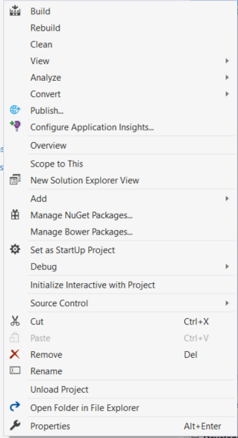 Build
Rebuild
Clean
View
Analyze
Convert
Publish...
Configure Application Insights...
Overview
Scope to This
New Solution Explorer View
Add
Manage NuGet Packages...
Manage Bower Packages...
Set as StartUp Project
Debug
Initialize Interactive with Project
Source Control
Cut Ctrl+X
Paste Ctrl+V
Remove Del
Rename
Unload Project
Open Folder in File Explorer
Properties Alt+Enter